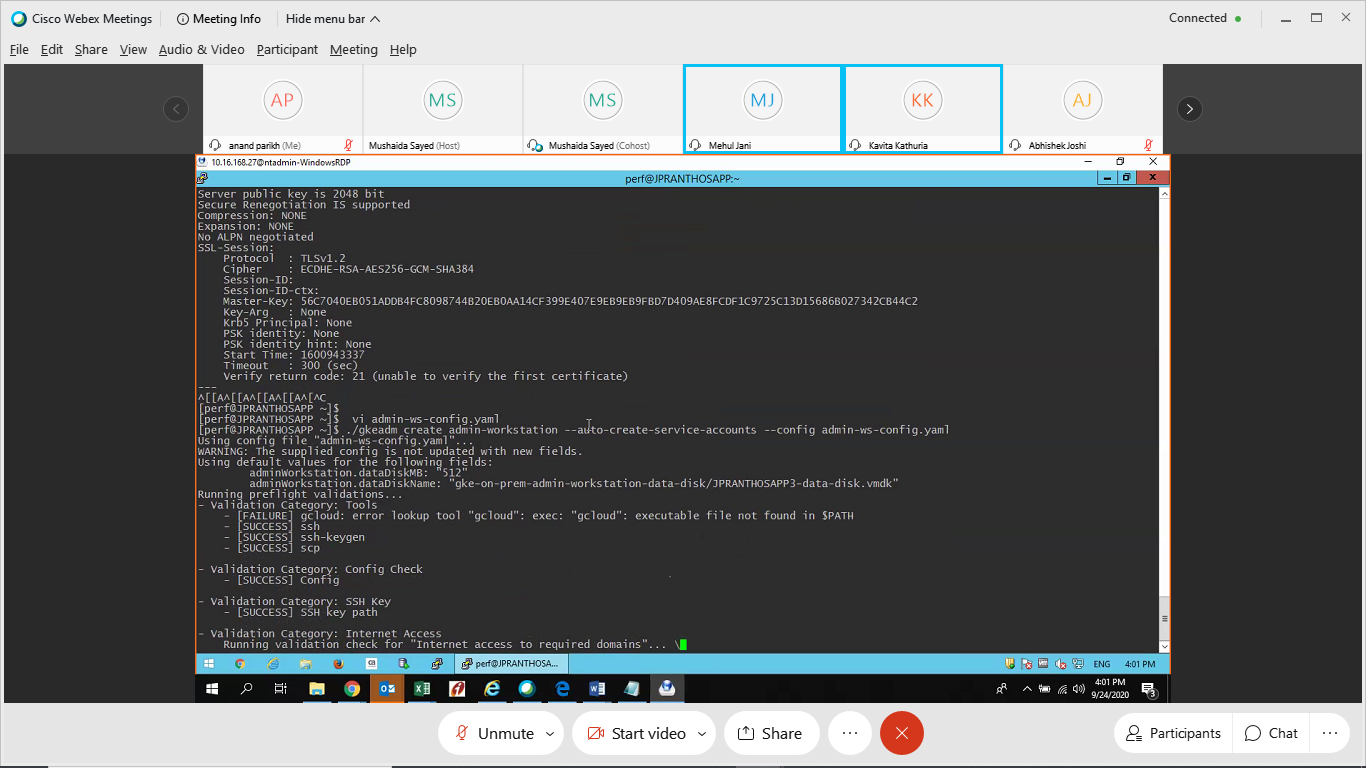 Cisco Webex Meetings
Meeting Info
Hide menu bar
Connected
File Edit Share View Audio & Video Participant Meeting Help
AP MS MS MJ KK AJ
anand parikh (Me) Mushaida Sayed (Host) Mushaida Sayed (Cohost) Mehul Jani Kavita Kathuria Abhishek Joshi
10.16.168.27@ntadmin-WindowsRDP
perf@JPRANTHOSAPP:~
Server public key is 2048 bit
Secure Renegotiation IS supported
Compression: NONE
Expansion: NONE
No ALPN negotiated
SSL-Session:
Protocol : TLSv1.2
Cipher : ECDHE-RSA-AES256-GCM-SHA384
Session-ID:
Session-ID-ctx:
Master-Key: 56C7040EB051ADDB4FC8098744B20EB0AA14CF399E407E9EB9EB9FBD7D409AE8FCDF1C9725C13D15686B027342CB44C2
Key-Arg : None
Krb5 Principal: None
PSK identity: None
PSK identity hint: None
Start Time: 1600943337
Timeout : 300 (sec)
Verify return code: 21 (unable to verify the first certificate)
---
^[[A^[[A^[[A^[[A^[^C
[perf@JPRANTHOSAPP ~]$
[perf@JPRANTHOSAPP ~]$ vi admin-ws-config.yaml
[perf@JPRANTHOSAPP ~]$ ./gkeadm create admin-workstation --auto-create-service-accounts --config admin-ws-config.yaml
Using config file "admin-ws-config.yaml"...
WARNING: The supplied config is not updated with new fields.
Using default values for the following fields:
adminWorkstation.dataDiskMB: "512"
adminWorkstation.dataDiskName: "gke-on-prem-admin-workstation-data-disk/JPRANTHOSAPP3-data-disk.vmdk"
Running preflight validations...
- Validation Category: Tools
- [FAILURE] gcloud: error lookup tool "gcloud": exec: "gcloud": executable file not found in $PATH
- [SUCCESS] ssh
- [SUCCESS] ssh-keygen
- [SUCCESS] scp
- Validation Category: Config Check
- [SUCCESS] Config
- Validation Category: SSH Key
- [SUCCESS] SSH key path
- Validation Category: Internet Access
Running validation check for "Internet access to required domains"... \
perf@JPRANTHOSA...
ENG 4:01 PM
4:01 PM
9/24/2020
3
Unmute
Start video
Share
Participants
Chat